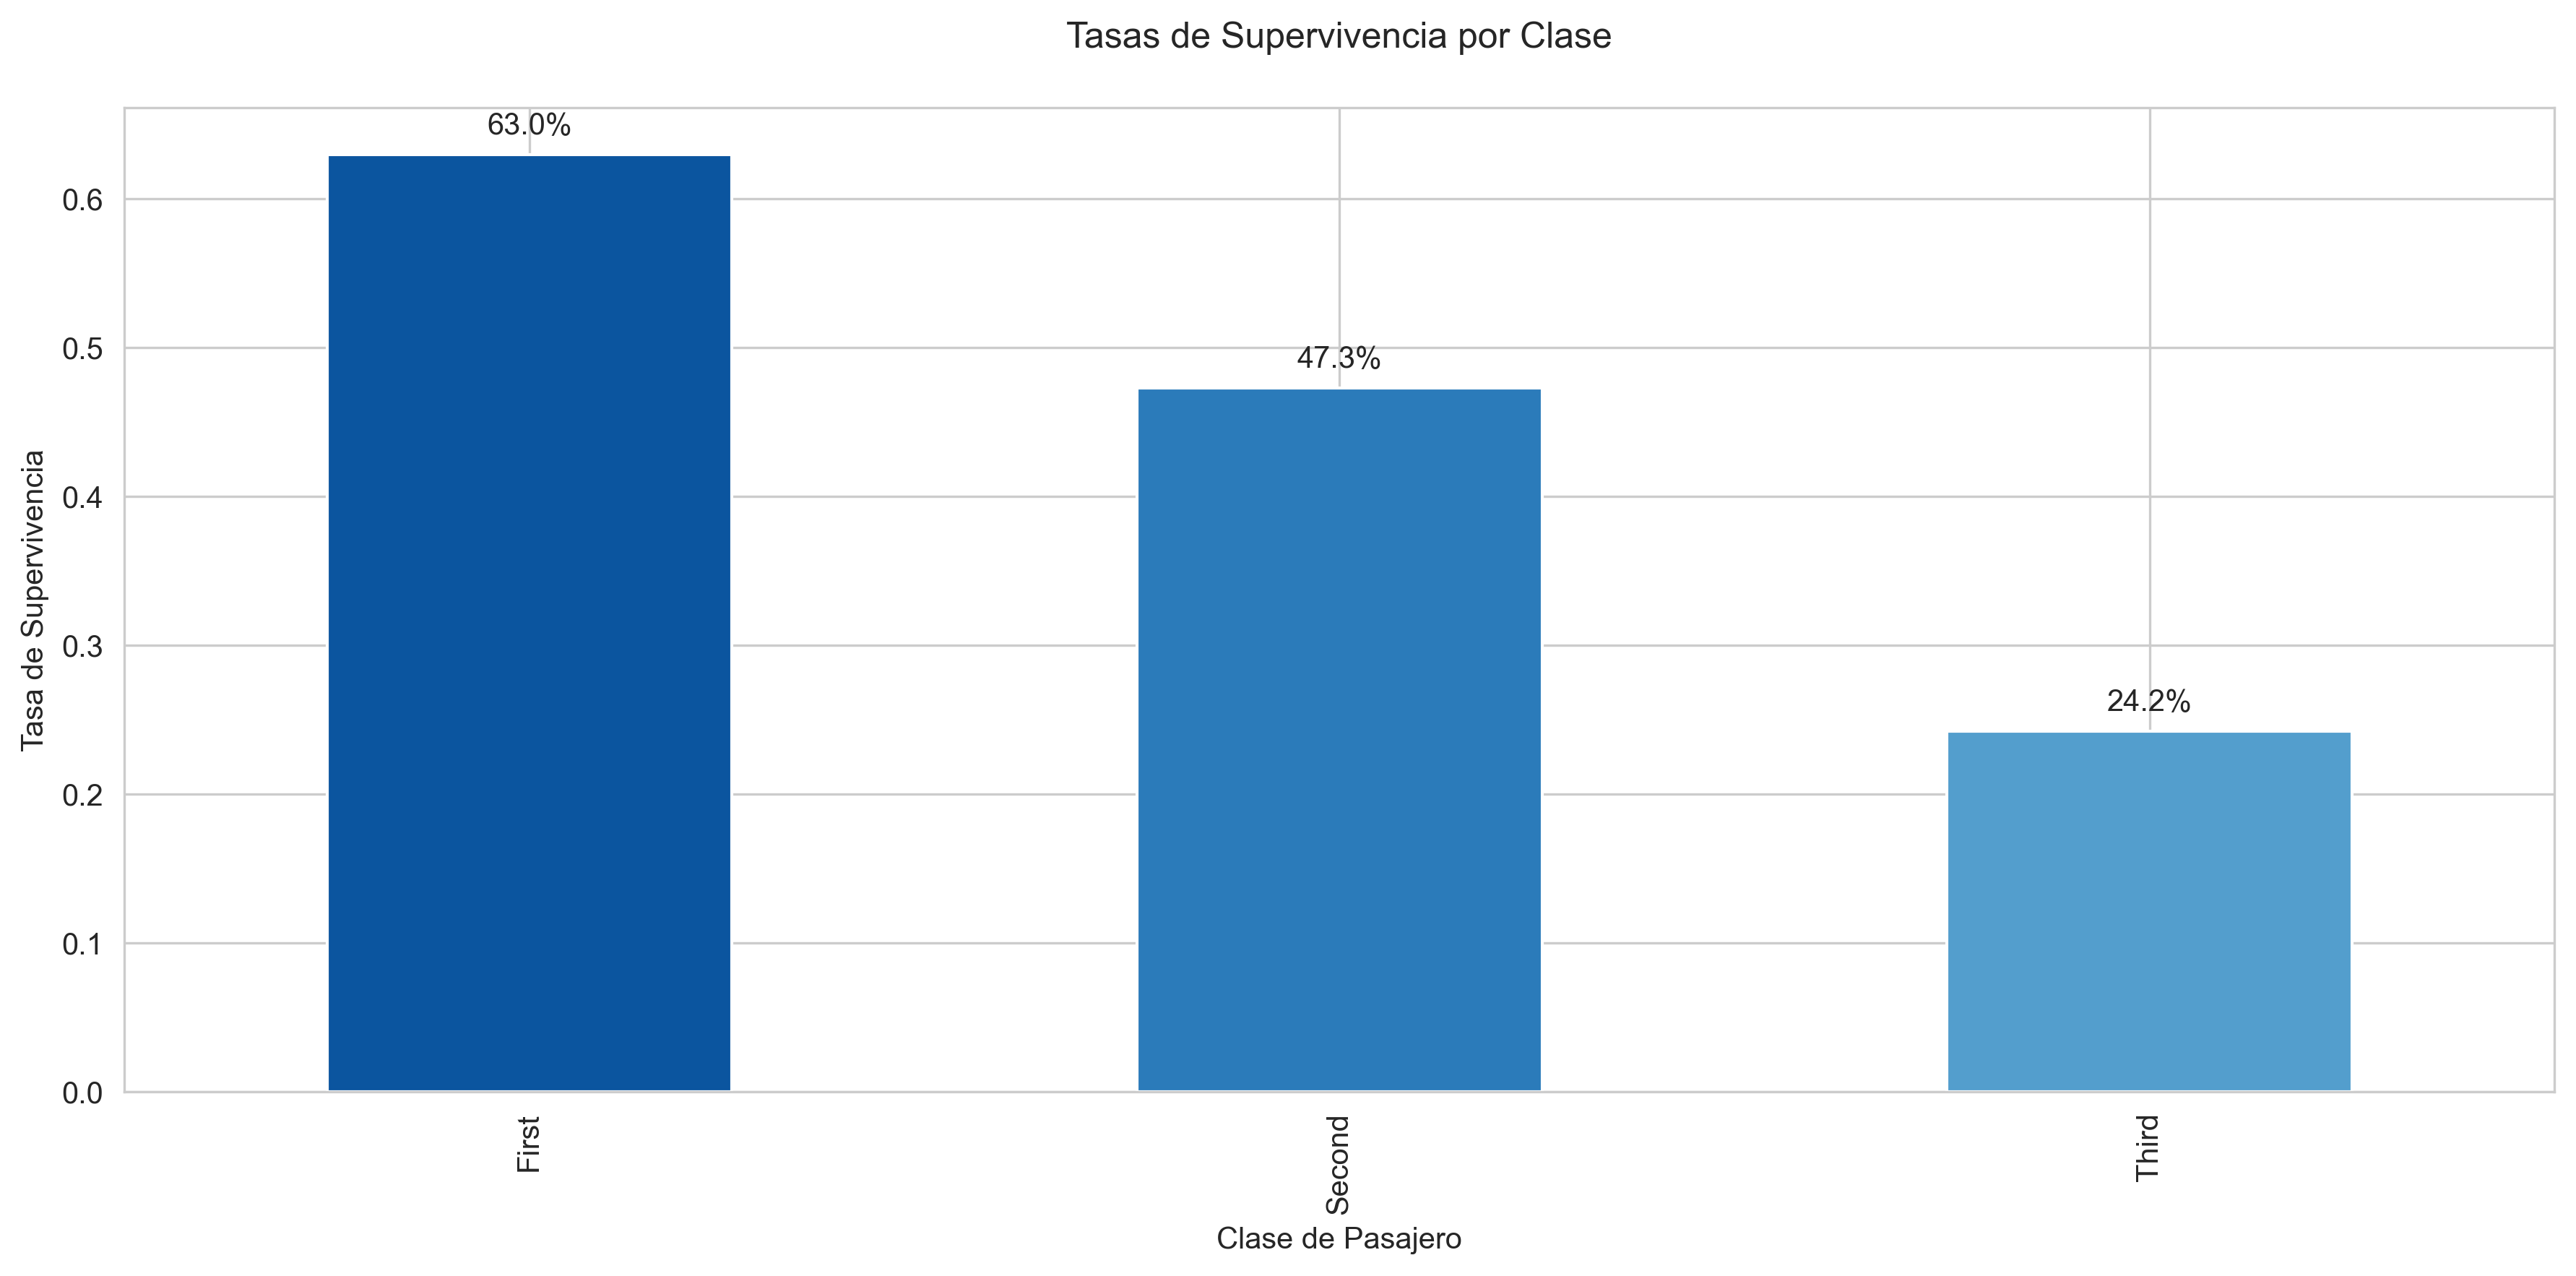 Tasas de Supervivencia por Clase
63.0%
47.3%
24.2%
0.6
0.5
0.4
0.3
0.2
0.1
0.0
Tasa de Supervivencia
First
Second
Third
Clase de Pasajero